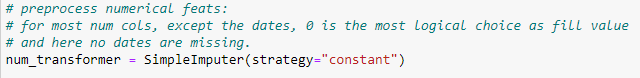 # preprocess numerical feats:
# for most num cols, except the dates, 0 is the most logical choice as fill value
# and here no dates are missing.
num_transformer = SimpleImputer(strategy="constant")